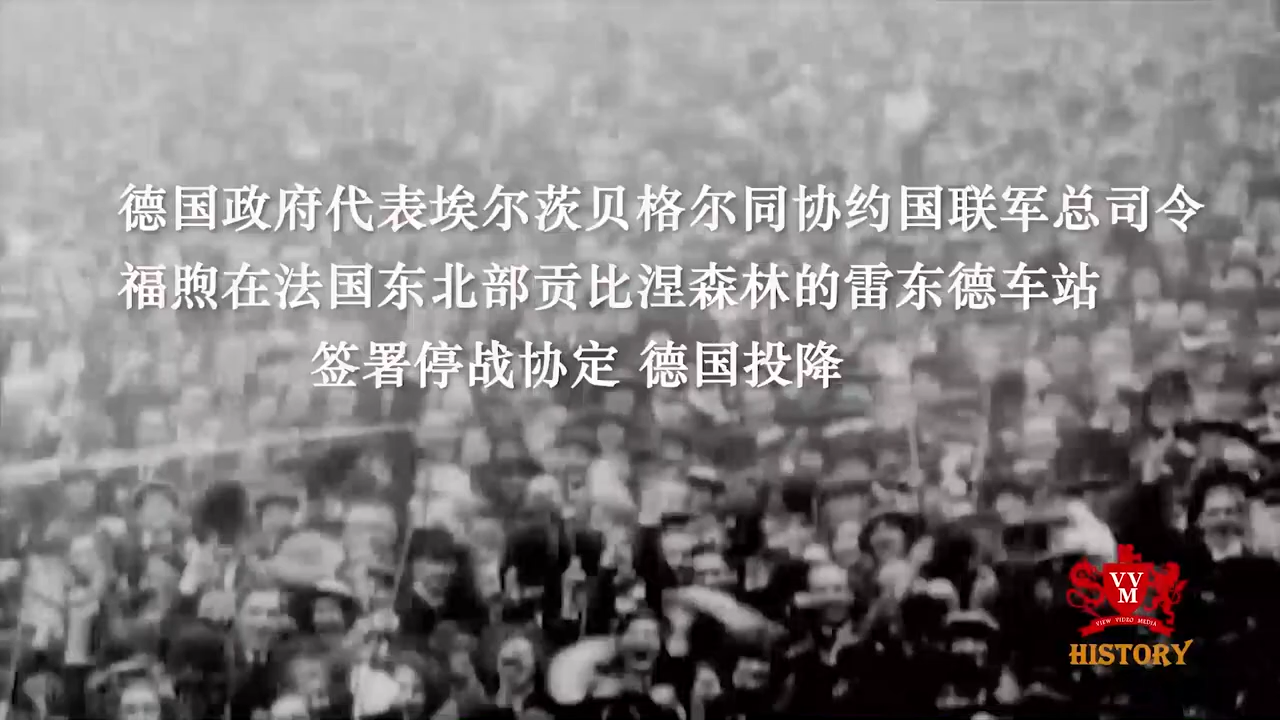 德国政府代表埃尔茨贝格尔同协约国联军总司令
福煦在法国东北部贡比涅森林的雷东德车站
签署停战协定 德国投降
VV
M
VIEW VIDEO MEDIA
HISTORY